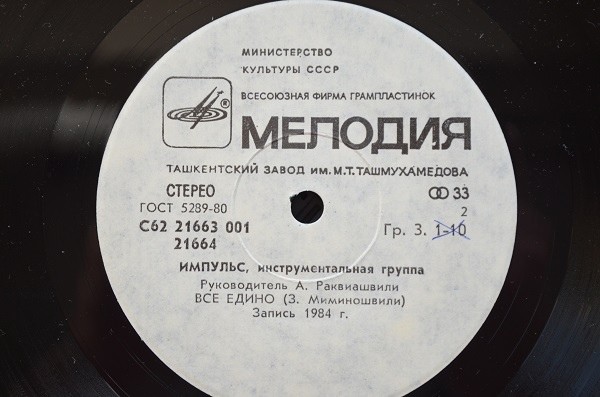 МИНИСТЕРСТВО
КУЛЬТУРЫ СССР
ВСЕСОЮЗНАЯ ФИРМА ГРАМПЛАСТИНОК
®
МЕЛОДИЯ
ТАШКЕНТСКИЙ ЗАВОД ИМ. М.Т. ТАШМУХАМЕДОВА
СТЕРЕО 33
ГОСТ 5289-80 2
С62 21663 001 Гр. 3. 1-10
21664
ИМПУЛЬС, инструментальная группа
Руководитель А. Раквиашвили
ВСЕ ЕДИНО (З. Миминошвили)
Запись 1984 г.